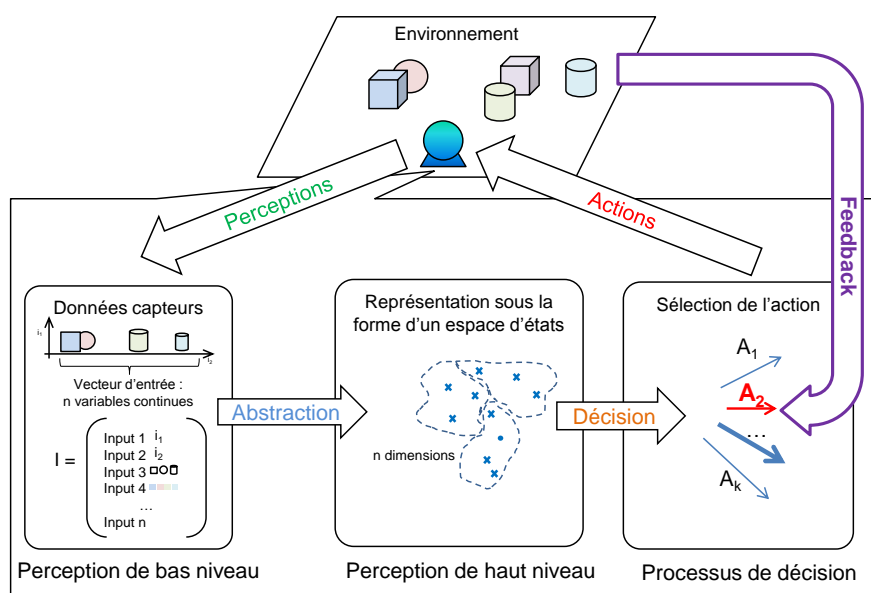 Environnement
Perceptions
Actions
Feedback
Données capteurs
i1
i2
Vecteur d'entrée :
n variables continues
I =
Input 1 i1
Input 2 i2
Input 3
Input 4
...
Input n
Perception de bas niveau
Abstraction
Représentation sous la
forme d'un espace d'états
n dimensions
Perception de haut niveau
Décision
Sélection de l'action
A1
A2
...
Ak
Processus de décision